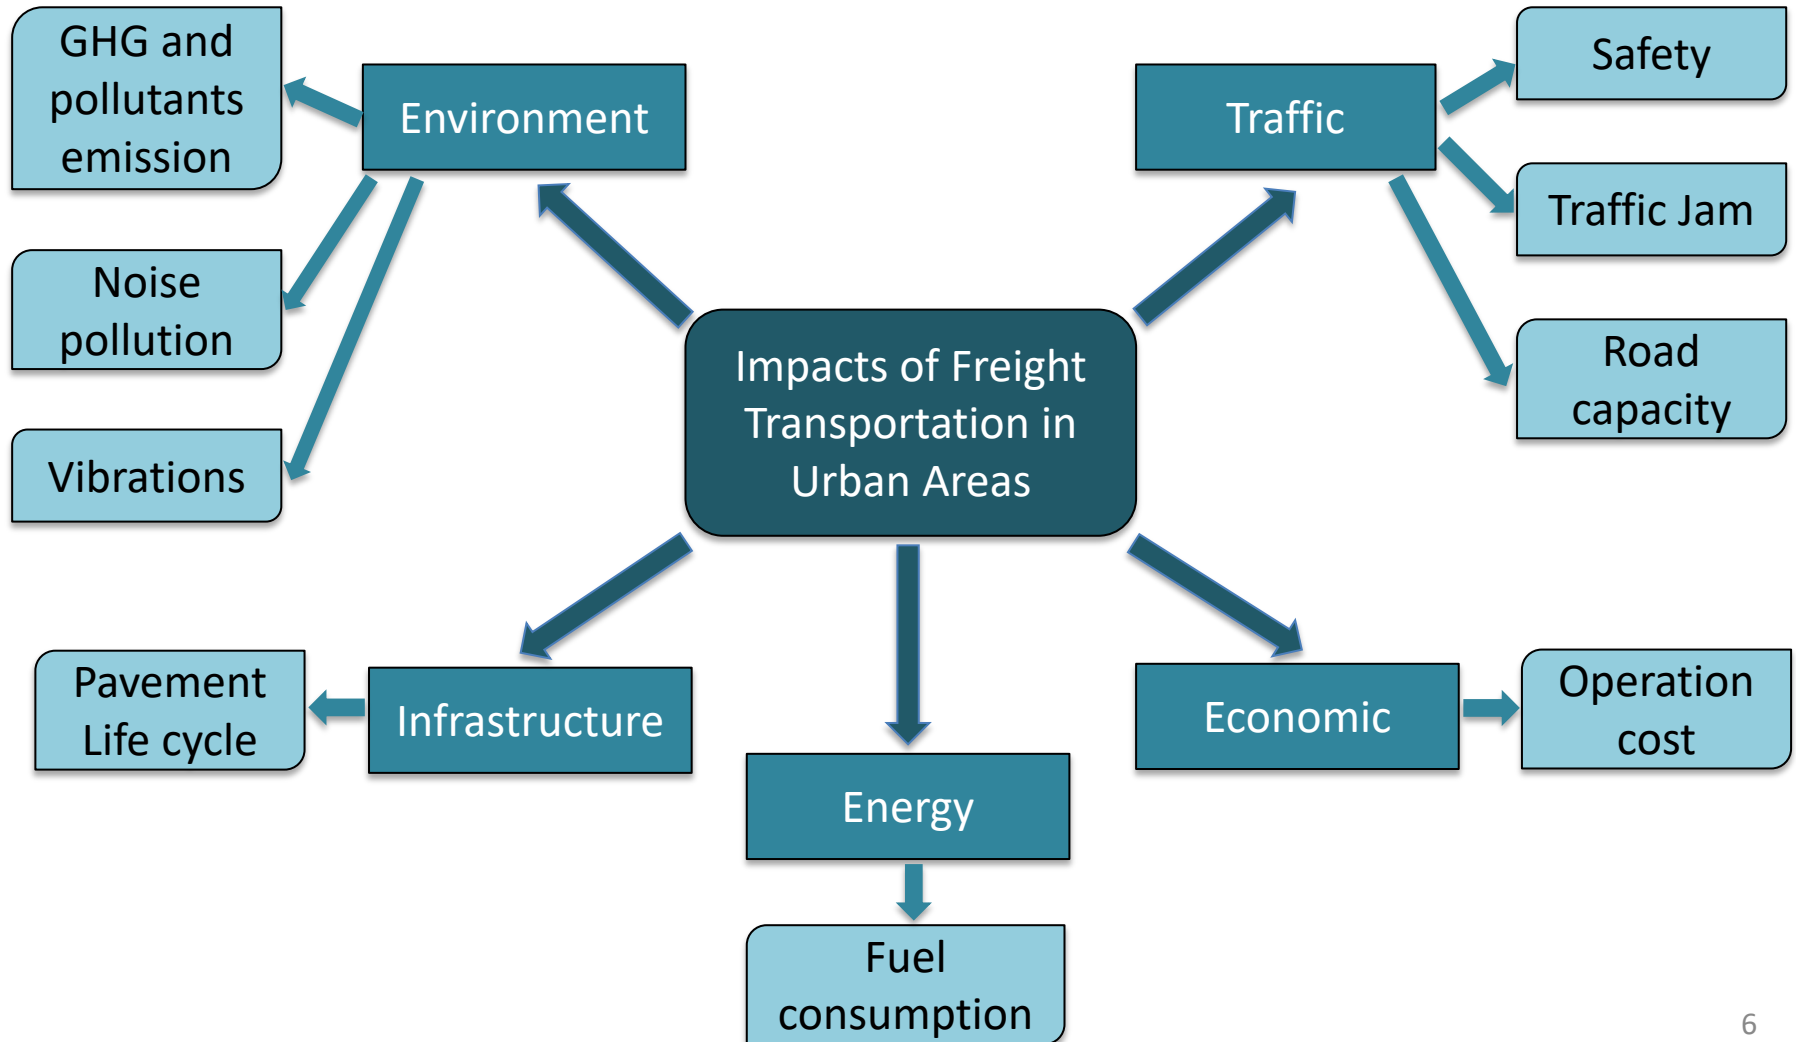 GHG and
pollutants
emission
Environment
Noise
pollution
Vibrations
Traffic
Safety
Traffic Jam
Road
capacity
Impacts of Freight
Transportation in
Urban Areas
Pavement
Life cycle
Infrastructure
Energy
Fuel
consumption
Economic
Operation
cost
6